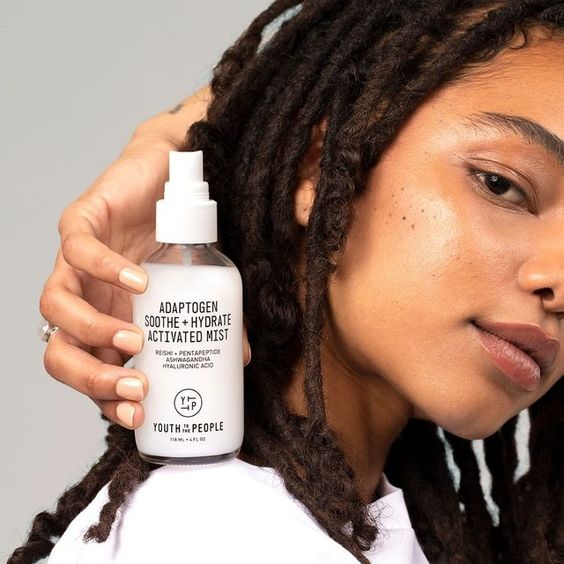 ADAPTOGEN
SOOTHE + HYDRATE
ACTIVATED MIST
REISHI + PENTAPEPTIDE
ASHWAGANDHA
HYALURONIC ACID
Y T P
YOUTH TO THE PEOPLE
118 ML • 4 FL OZ